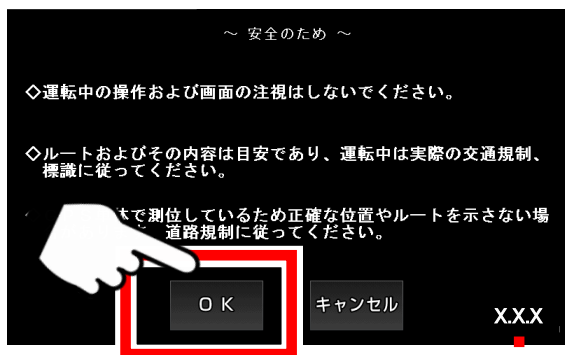 ～ 安全のため ～
◇運転中の操作および画面の注視はしないでください。
◇ルートおよびその内容は目安であり、運転中は実際の交通規制、
標識に従ってください。
で測位しているため正確な位置やルートを示さない場
道路規制に従ってください。
ＯＫ
キャンセル
X.X.X